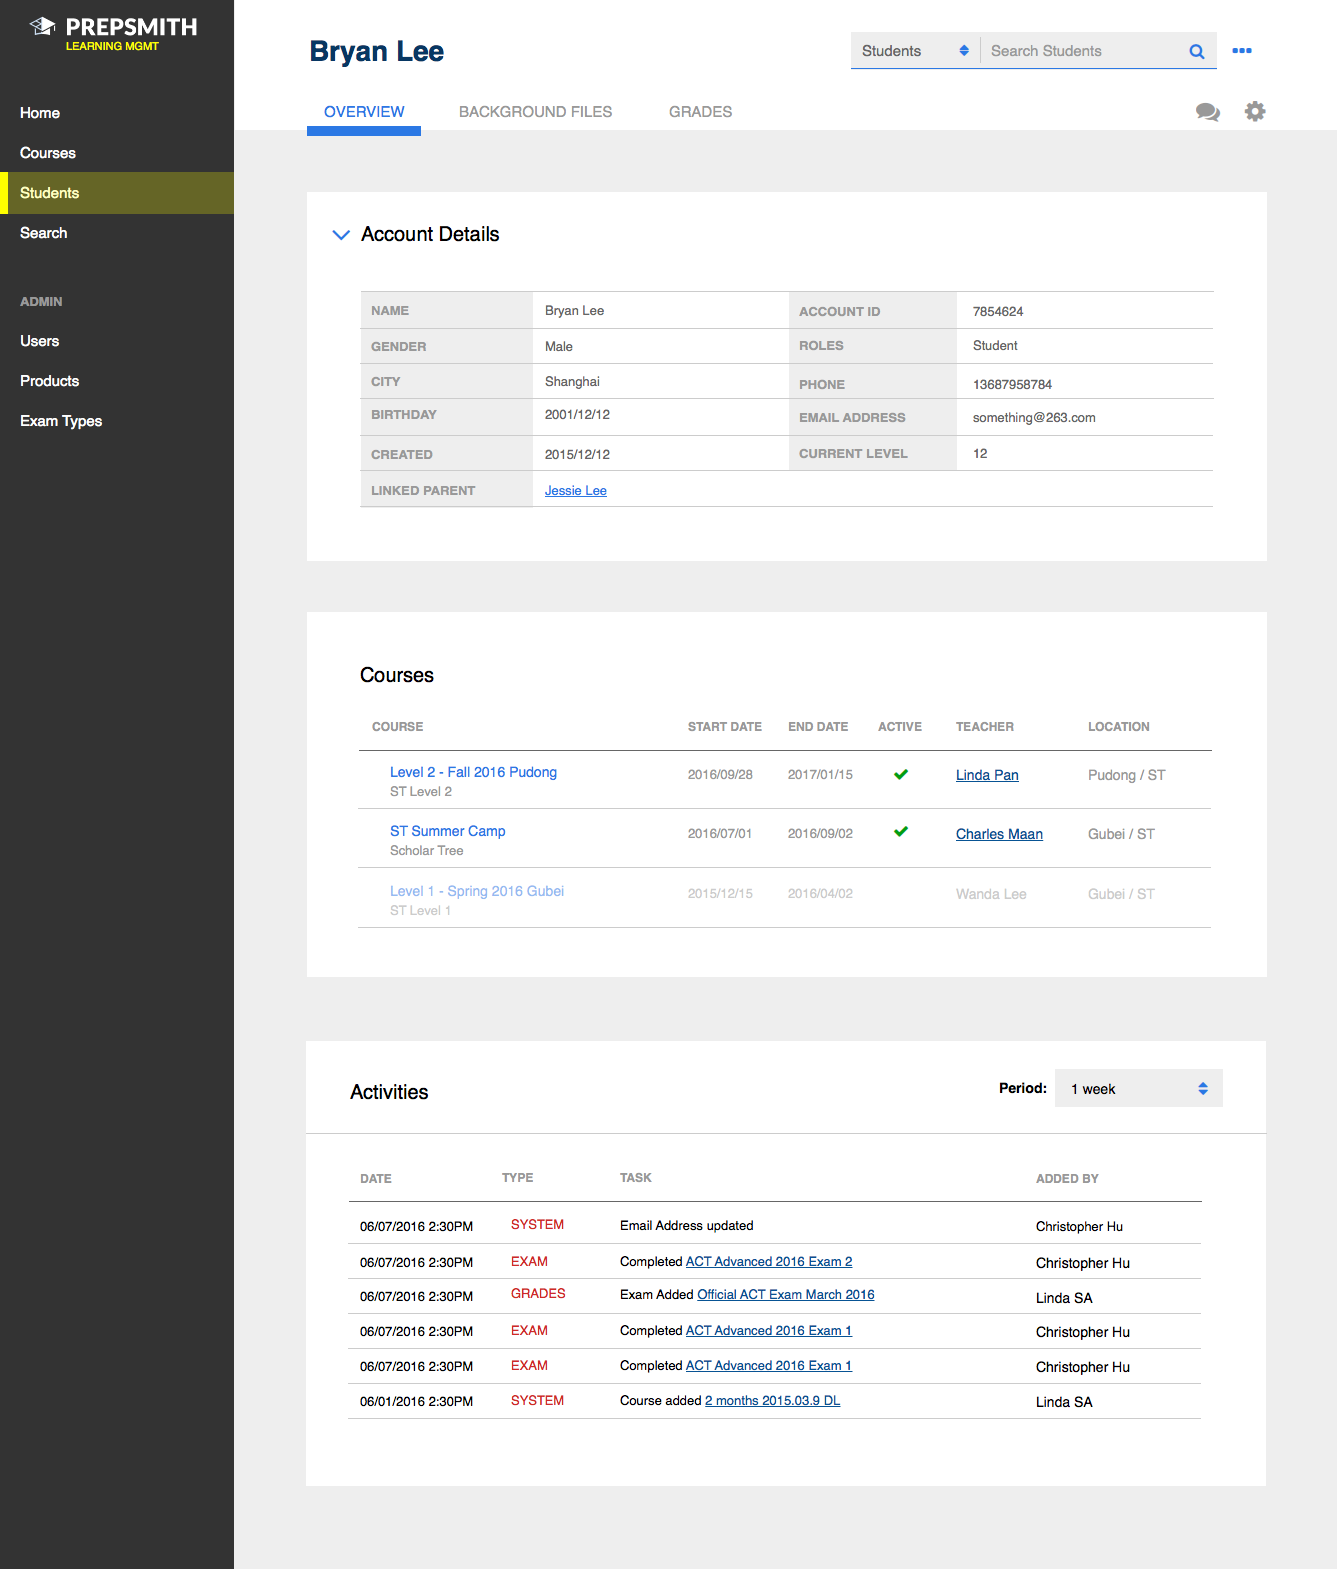 PREPSMITH
LEARNING MGMT
Home
Courses
Students
Search
ADMIN
Users
Products
Exam Types
Bryan Lee
Students Search Students
OVERVIEW BACKGROUND FILES GRADES
Account Details
NAME Bryan Lee ACCOUNT ID 7854624
GENDER Male ROLES Student
CITY Shanghai PHONE 13687958784
BIRTHDAY 2001/12/12 EMAIL ADDRESS something@263.com
CREATED 2015/12/12 CURRENT LEVEL 12
LINKED PARENT Jessie Lee
Courses
COURSE START DATE END DATE ACTIVE TEACHER LOCATION
Level 2 - Fall 2016 Pudong 2016/09/28 2017/01/15 Linda Pan Pudong / ST
ST Level 2
ST Summer Camp 2016/07/01 2016/09/02 Charles Maan Gubei / ST
Scholar Tree
Level 1 - Spring 2016 Gubei 2015/12/15 2016/04/02 Wanda Lee Gubei / ST
ST Level 1
Activities Period: 1 week
DATE TYPE TASK ADDED BY
06/07/2016 2:30PM SYSTEM Email Address updated Christopher Hu
06/07/2016 2:30PM EXAM Completed ACT Advanced 2016 Exam 2 Christopher Hu
06/07/2016 2:30PM GRADES Exam Added Official ACT Exam March 2016 Linda SA
06/07/2016 2:30PM EXAM Completed ACT Advanced 2016 Exam 1 Christopher Hu
06/07/2016 2:30PM EXAM Completed ACT Advanced 2016 Exam 1 Christopher Hu
06/01/2016 2:30PM SYSTEM Course added 2 months 2015.03.9 DL Linda SA